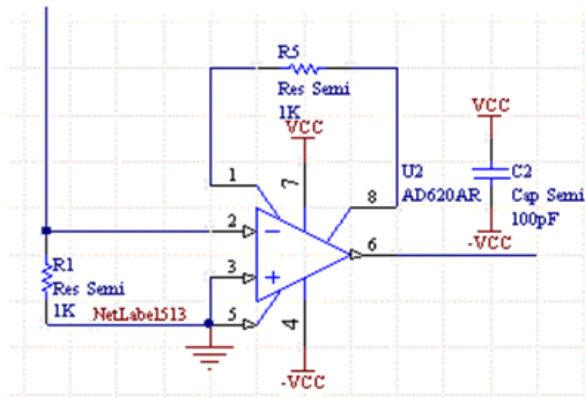 R5
Res Semi
1K
VCC
VCC
1
7
U2
AD620AR
8
C2
Cap Semi
100pF
-VCC
2
6
R1
Res Semi
1K
3
NetLabel513
5
4
-VCC